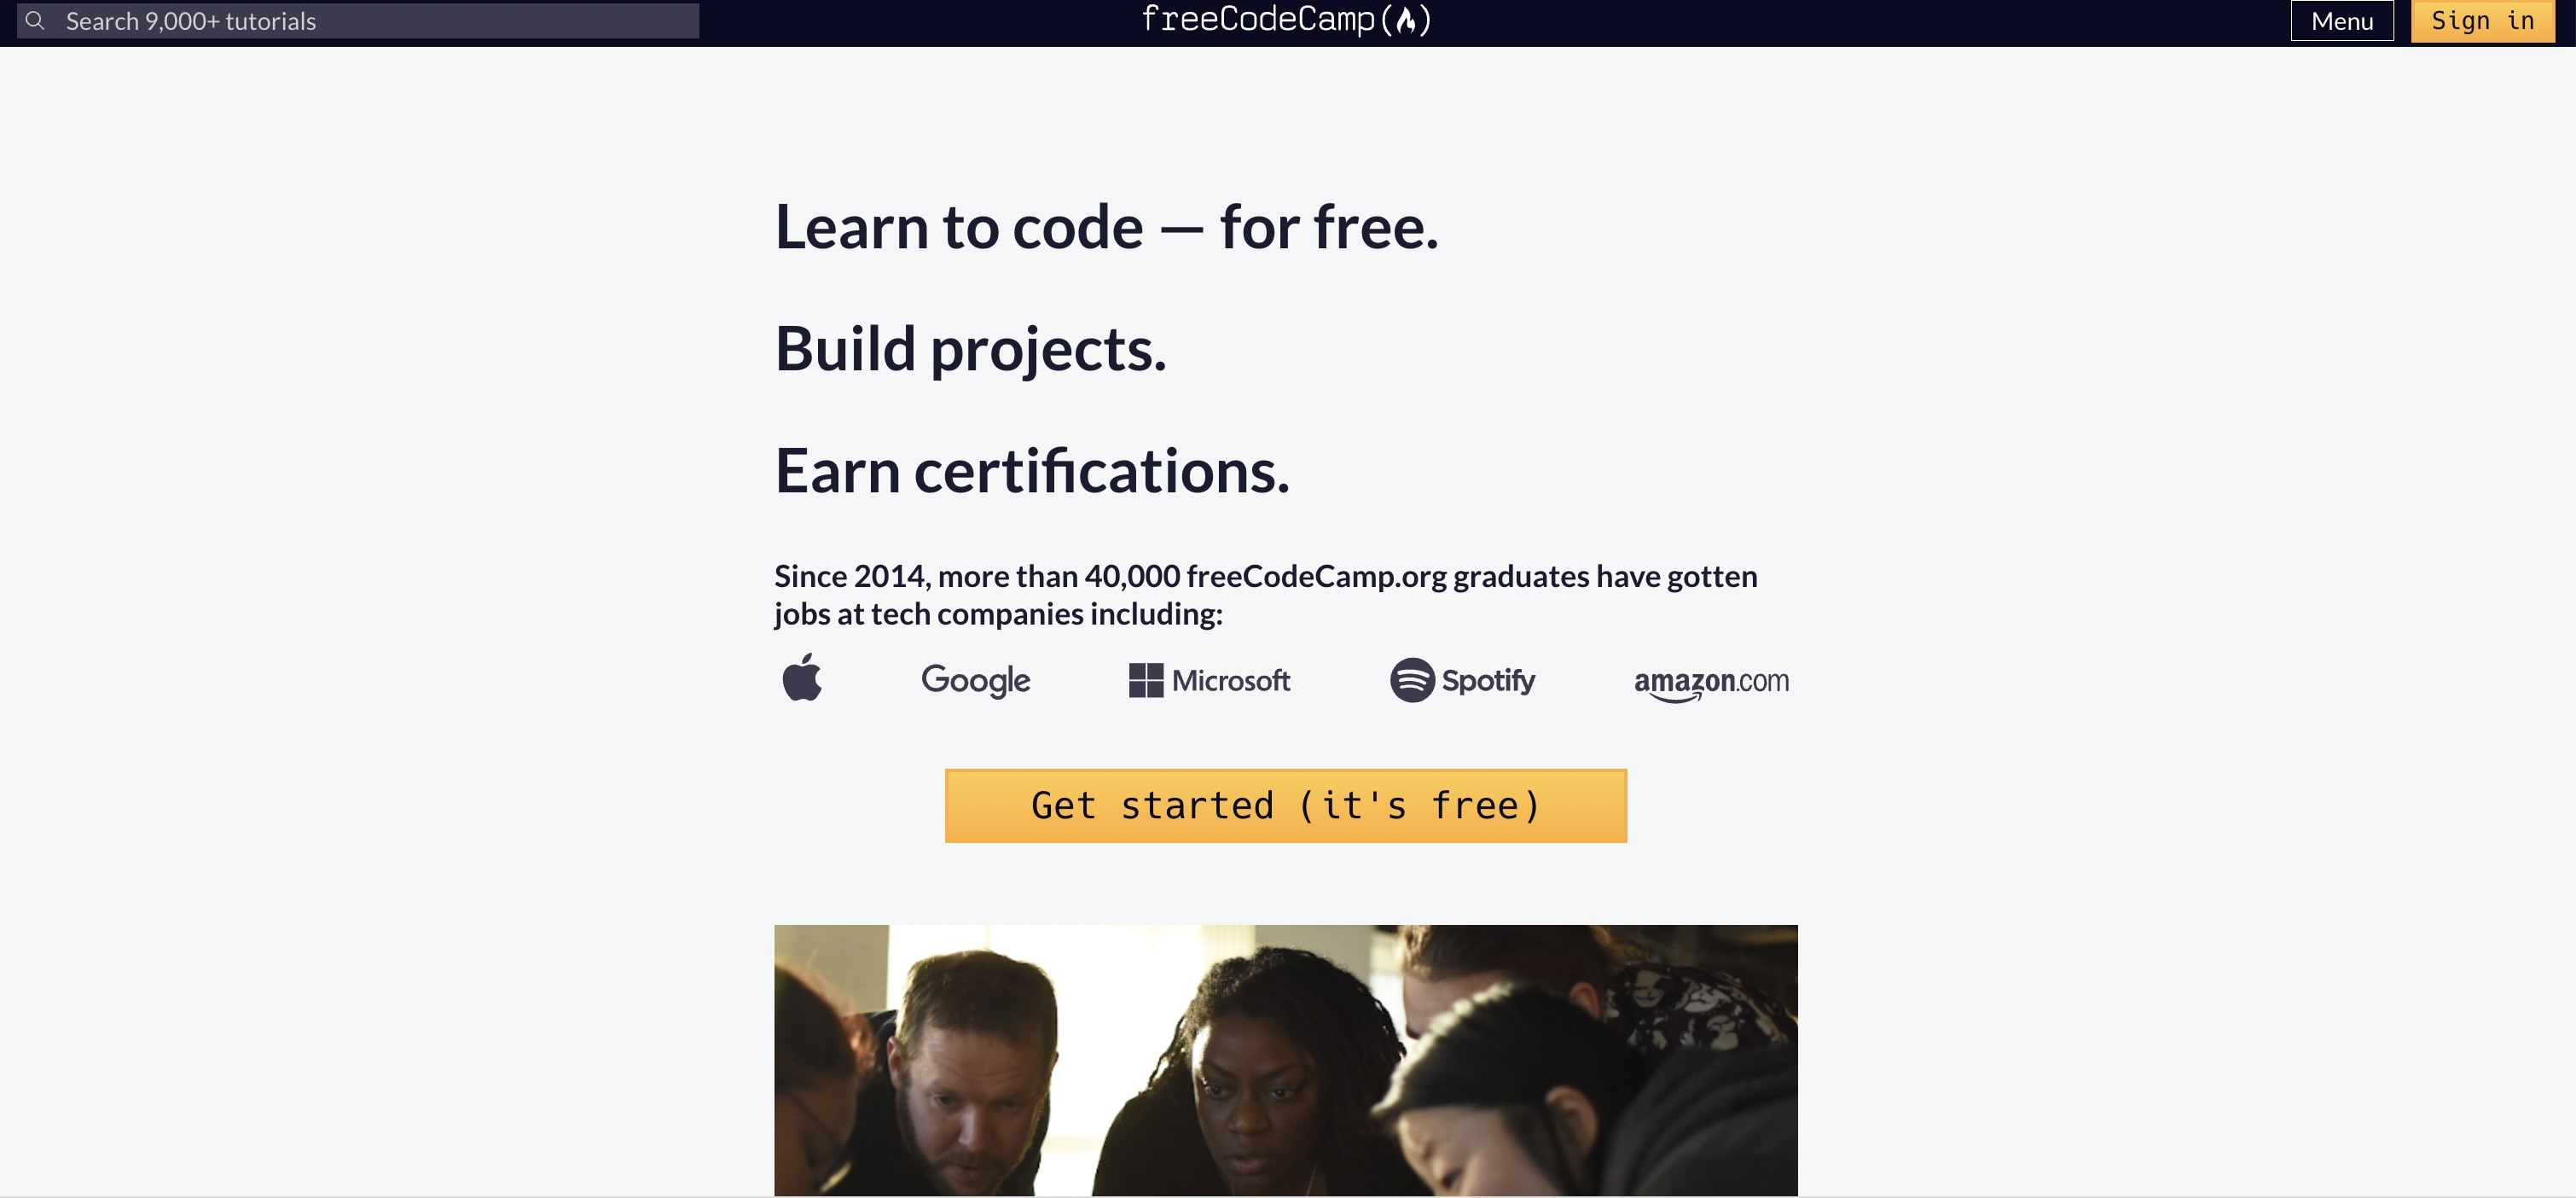 Search 9,000+ tutorials
freeCodeCamp(🔥)
Menu
Sign in
Learn to code — for free.
Build projects.
Earn certifications.
Since 2014, more than 40,000 freeCodeCamp.org graduates have gotten
jobs at tech companies including:
Google
Microsoft
Spotify
amazon.com
Get started (it's free)